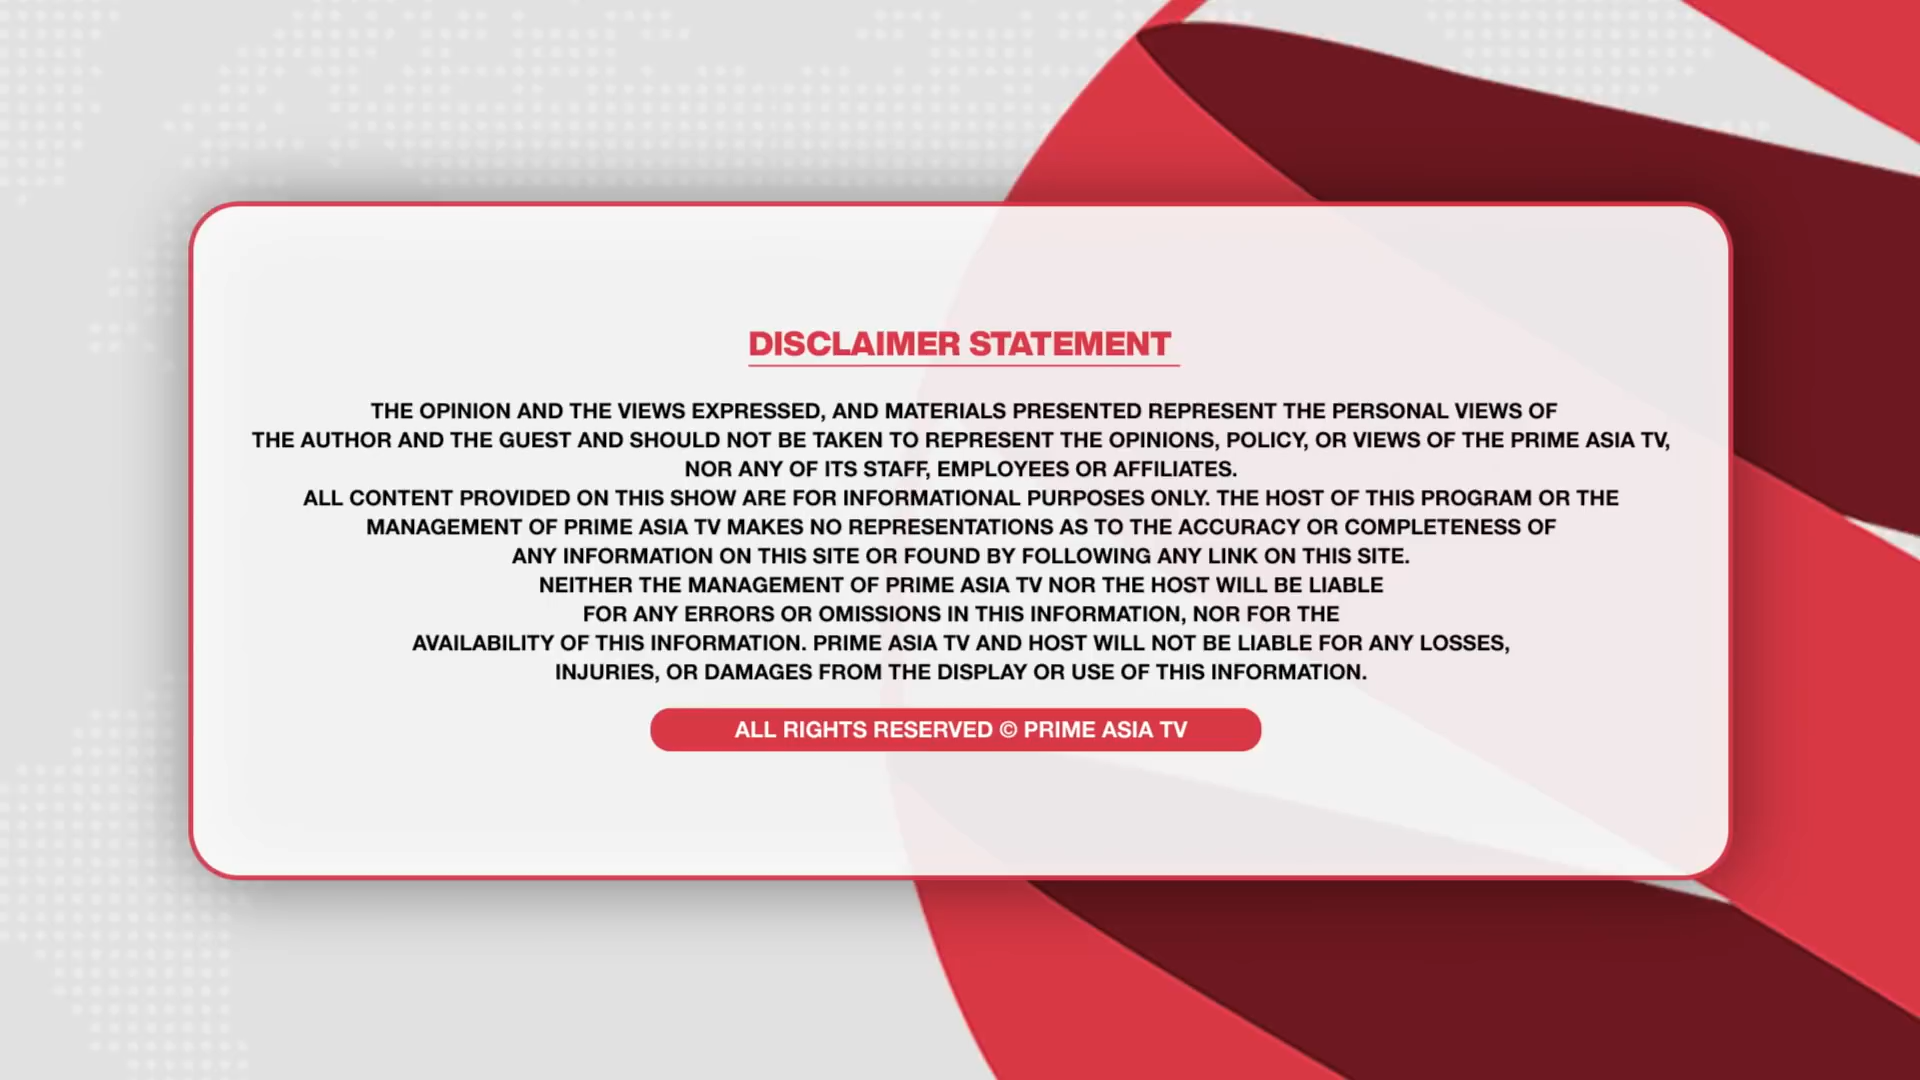 DISCLAIMER STATEMENT
THE OPINION AND THE VIEWS EXPRESSED, AND MATERIALS PRESENTED REPRESENT THE PERSONAL VIEWS OF
THE AUTHOR AND THE GUEST AND SHOULD NOT BE TAKEN TO REPRESENT THE OPINIONS, POLICY, OR VIEWS OF THE PRIME ASIA TV,
NOR ANY OF ITS STAFF, EMPLOYEES OR AFFILIATES.
ALL CONTENT PROVIDED ON THIS SHOW ARE FOR INFORMATIONAL PURPOSES ONLY. THE HOST OF THIS PROGRAM OR THE
MANAGEMENT OF PRIME ASIA TV MAKES NO REPRESENTATIONS AS TO THE ACCURACY OR COMPLETENESS OF
ANY INFORMATION ON THIS SITE OR FOUND BY FOLLOWING ANY LINK ON THIS SITE.
NEITHER THE MANAGEMENT OF PRIME ASIA TV NOR THE HOST WILL BE LIABLE
FOR ANY ERRORS OR OMISSIONS IN THIS INFORMATION, NOR FOR THE
AVAILABILITY OF THIS INFORMATION. PRIME ASIA TV AND HOST WILL NOT BE LIABLE FOR ANY LOSSES,
INJURIES, OR DAMAGES FROM THE DISPLAY OR USE OF THIS INFORMATION.
ALL RIGHTS RESERVED © PRIME ASIA TV